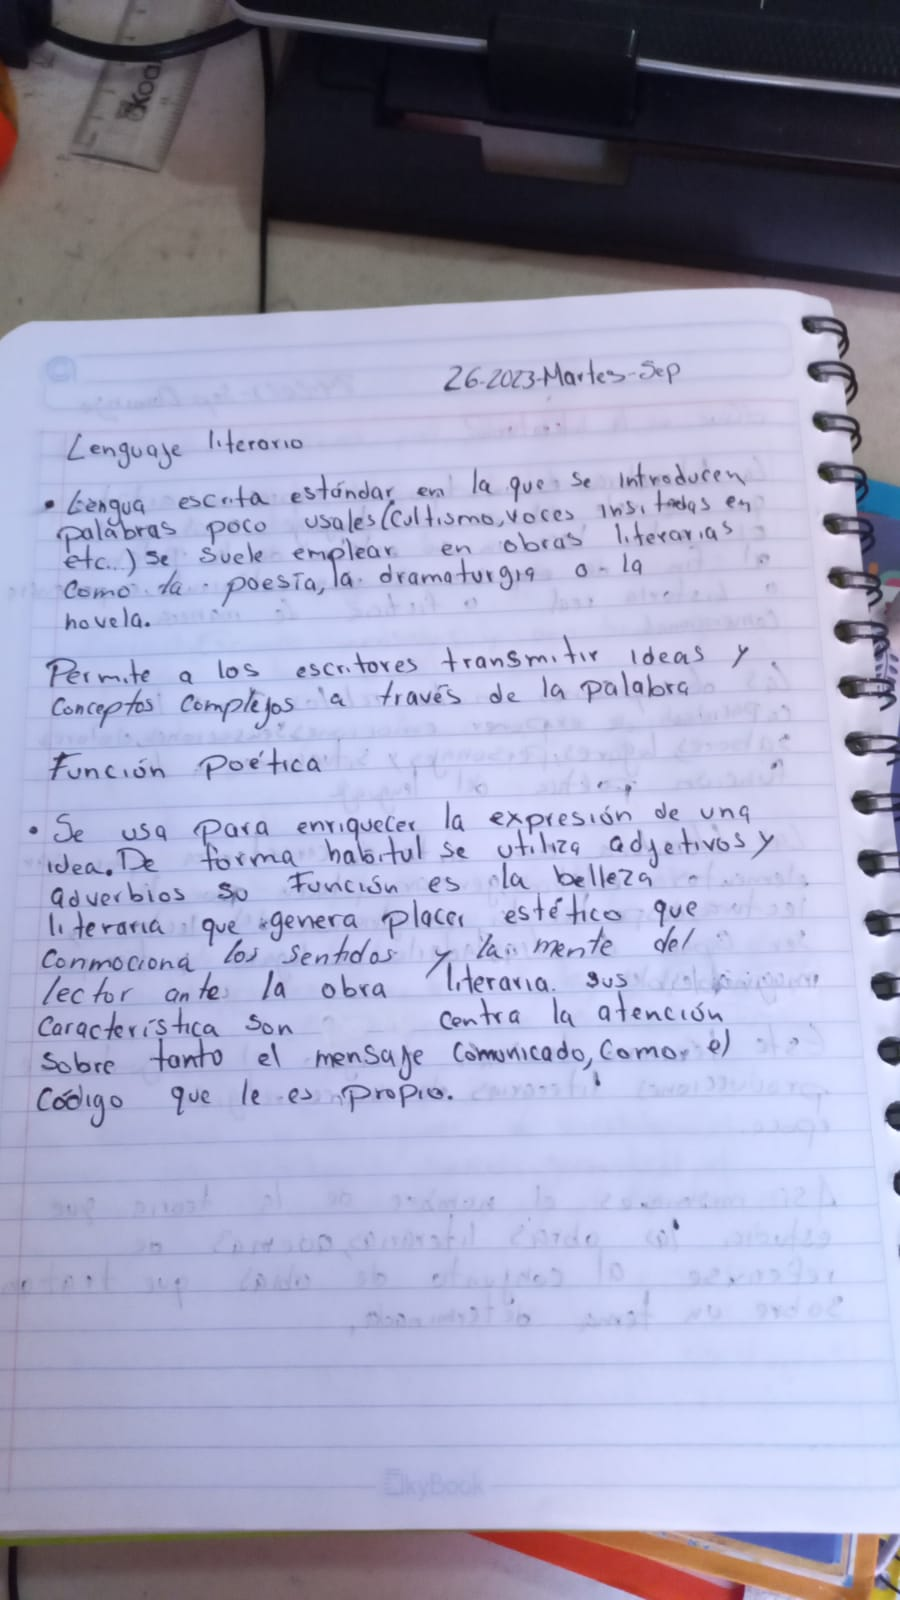 Koa
26-2023-Martes-Sep
Lenguaje literario
• Lengua escrita estándar en la que se introducen
palabras poco usales (Cultismo, voces insitadas en
etc...) se suele emplear en obras literarias
como la poesía, la dramaturgia o la
novela.
Permite a los escritores transmitir ideas y
conceptos complejos a través de la palabra
Función poética
• Se usa para enriquecer la expresión de una
idea. De forma habitul se utiliza adjetivos y
adverbios su Función es la belleza
literaria que genera placer estético que
conmociona los sentidos y la mente del
lector ante la obra literaria. sus
característica son centra la atención
sobre tanto el mensaje comunicado, como el
código que le es propio.
kyBook